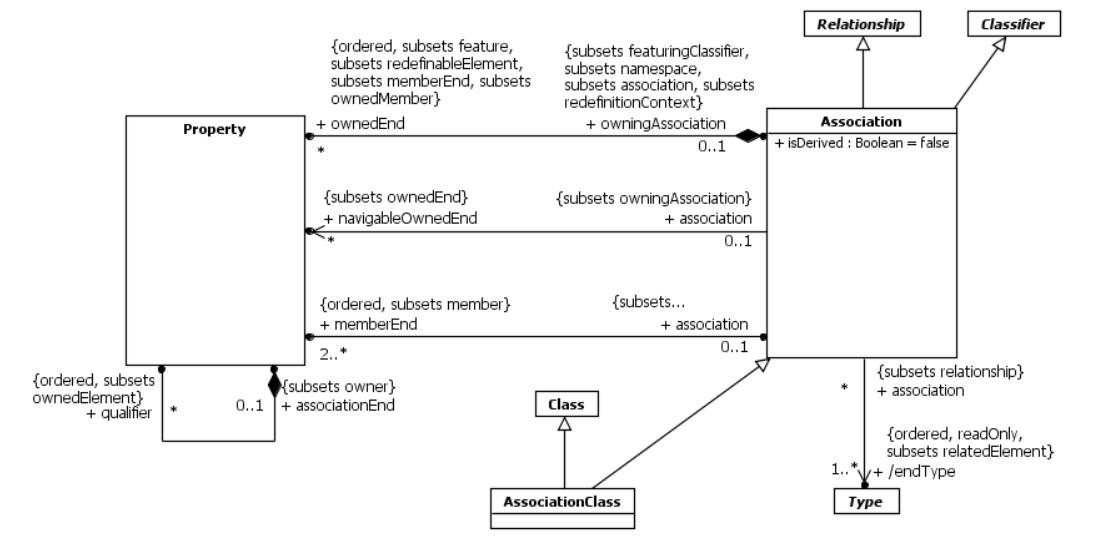 Relationship
Classifier
{ordered, subsets feature,
subsets redefinableElement,
subsets memberEnd, subsets
ownedMember}
+ ownedEnd
*
{subsets featuringClassifier,
subsets namespace,
subsets association, subsets
redefinitionContext}
+ owningAssociation
0..1
Property
Association
+ isDerived : Boolean = false
{subsets ownedEnd}
+ navigableOwnedEnd
*
{subsets owningAssociation}
+ association
0..1
{ordered, subsets member}
+ memberEnd
2..*
{subsets...
+ association
0..1
{ordered, subsets
ownedElement}
+ qualifier
*
{subsets owner}
+ associationEnd
0..1
Class
AssociationClass
{subsets relationship}
+ association
*
{ordered, readOnly,
subsets relatedElement}
+ /endType
1..*
Type